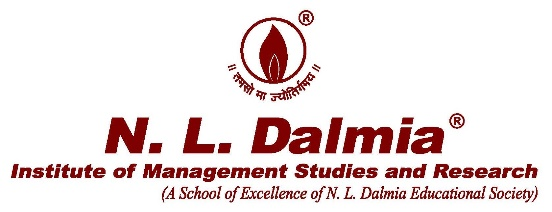 ®
॥ तमसो मा ज्योतिर्गमय ॥
N. L. Dalmia®
Institute of Management Studies and Research
(A School of Excellence of N. L. Dalmia Educational Society)